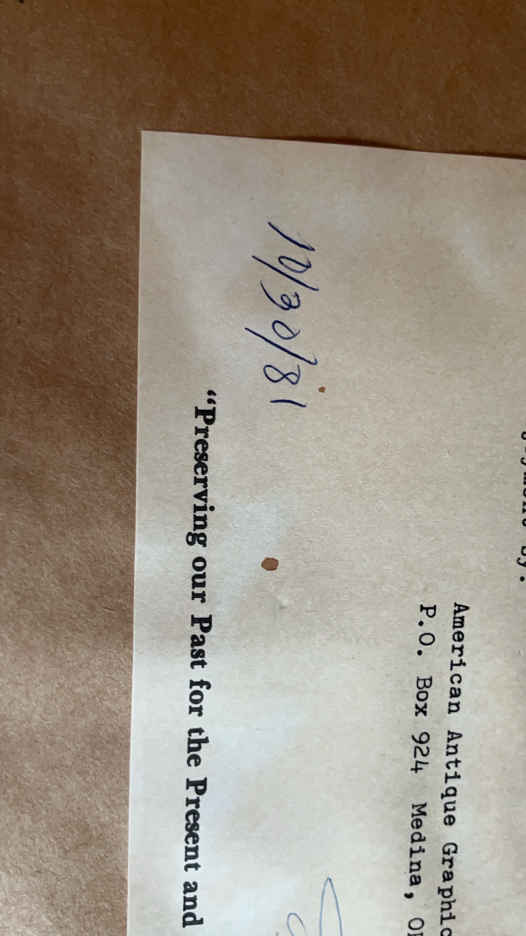 American Antique Graphic
P.O. Box 924 Medina,
10/30/81
“Preserving our Past for the Present and